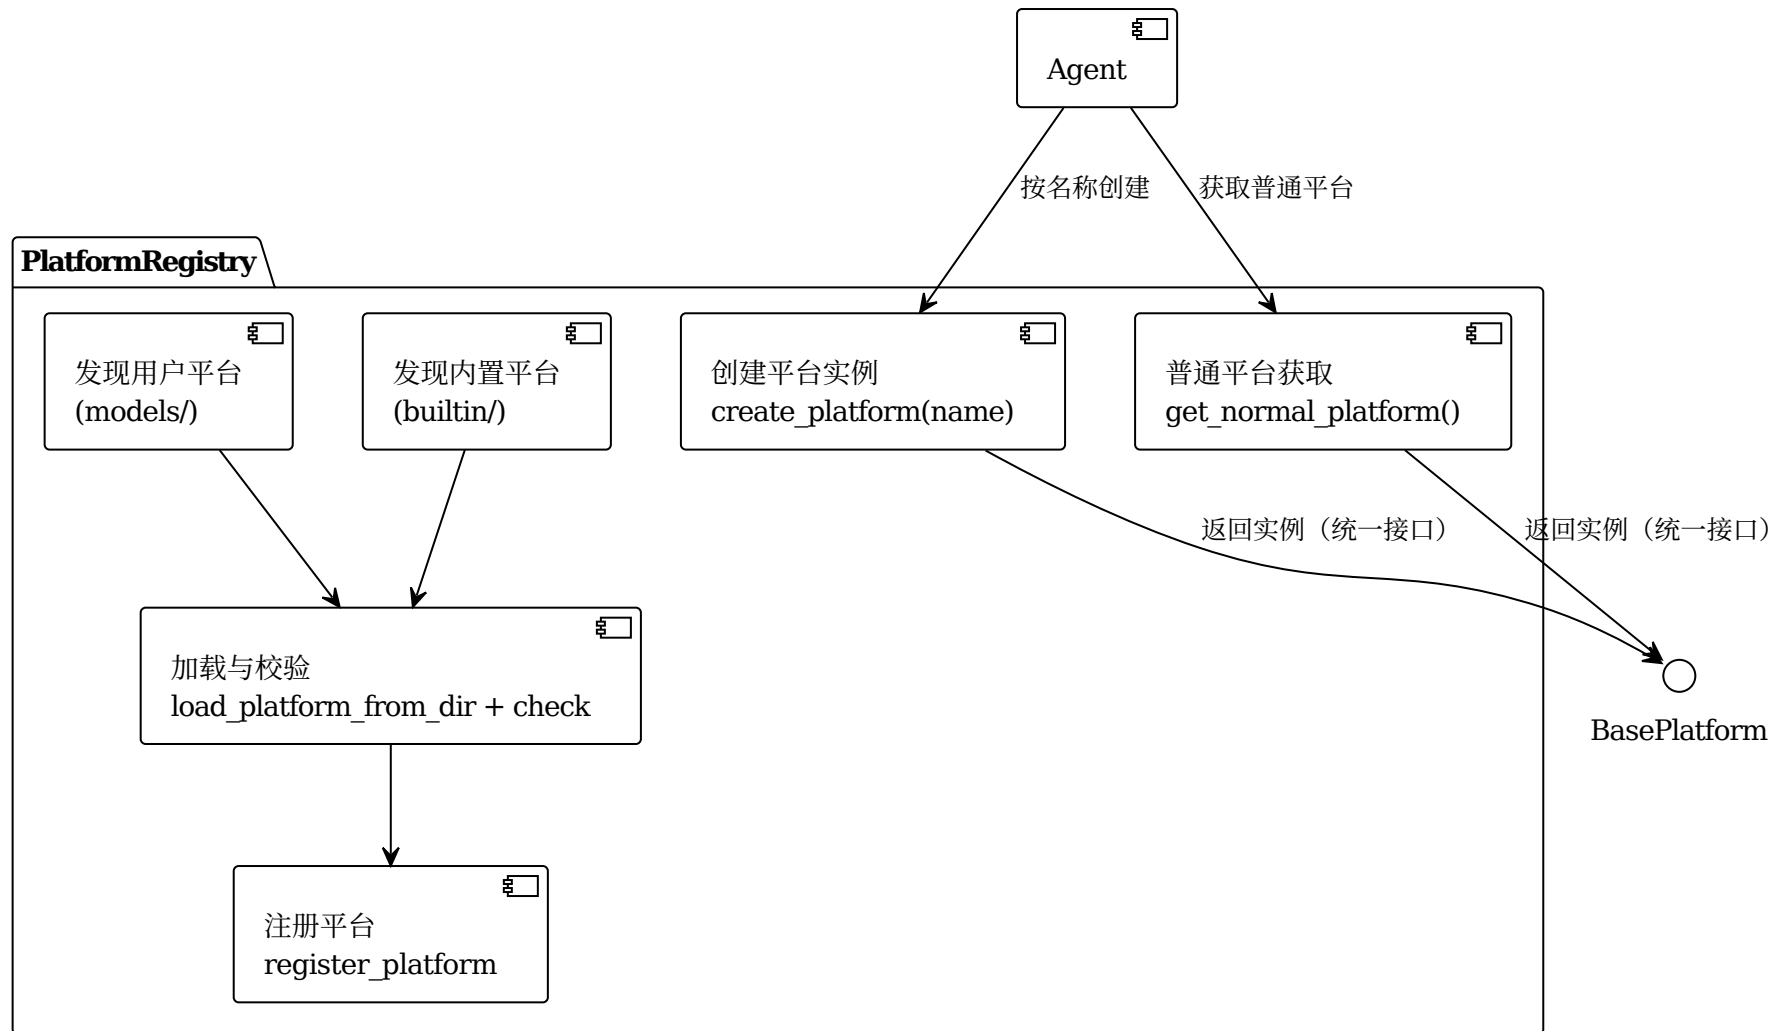 Agent
按名称创建
获取普通平台
PlatformRegistry
发现用户平台
(models/)
发现内置平台
(builtin/)
创建平台实例
create_platform(name)
普通平台获取
get_normal_platform()
返回实例（统一接口）
返回实例（统一接口）
加载与校验
load_platform_from_dir + check
BasePlatform
注册平台
register_platform